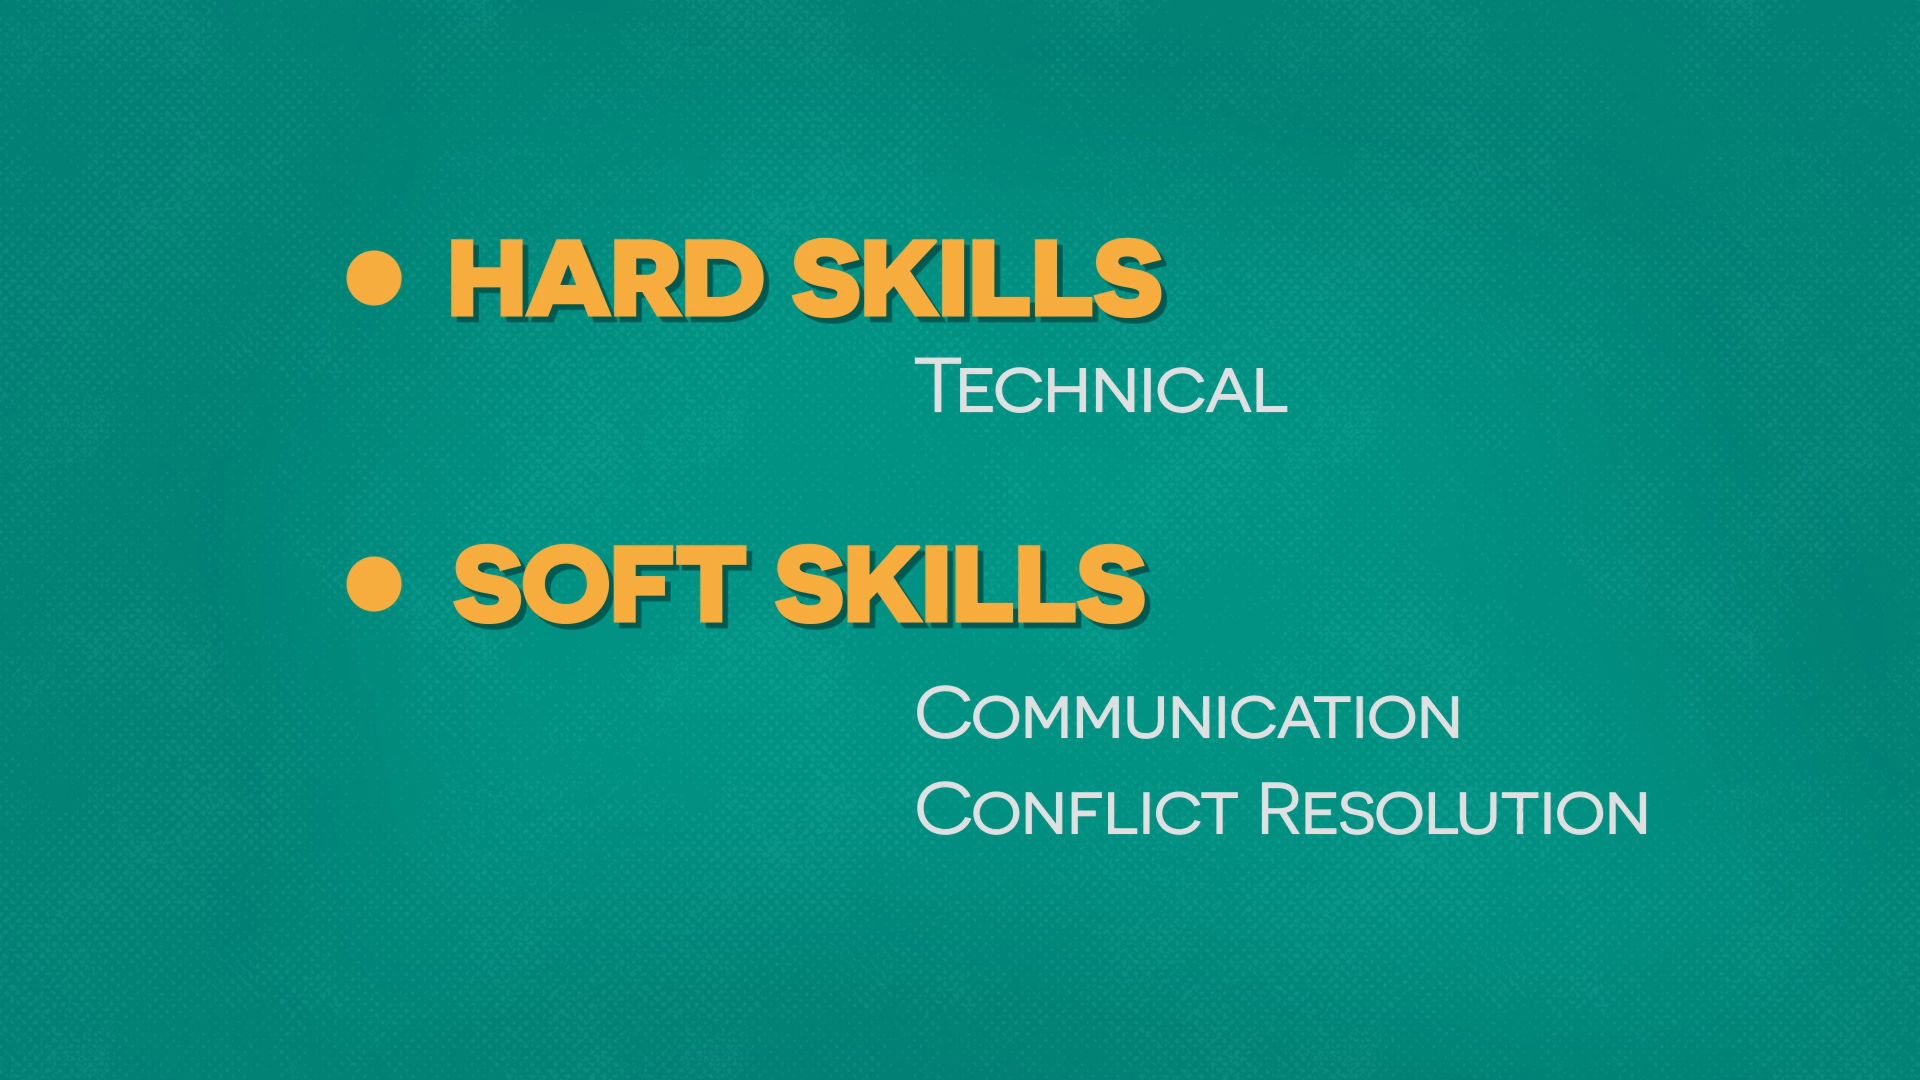 HARD SKILLS
Technical
SOFT SKILLS
Communication
Conflict Resolution